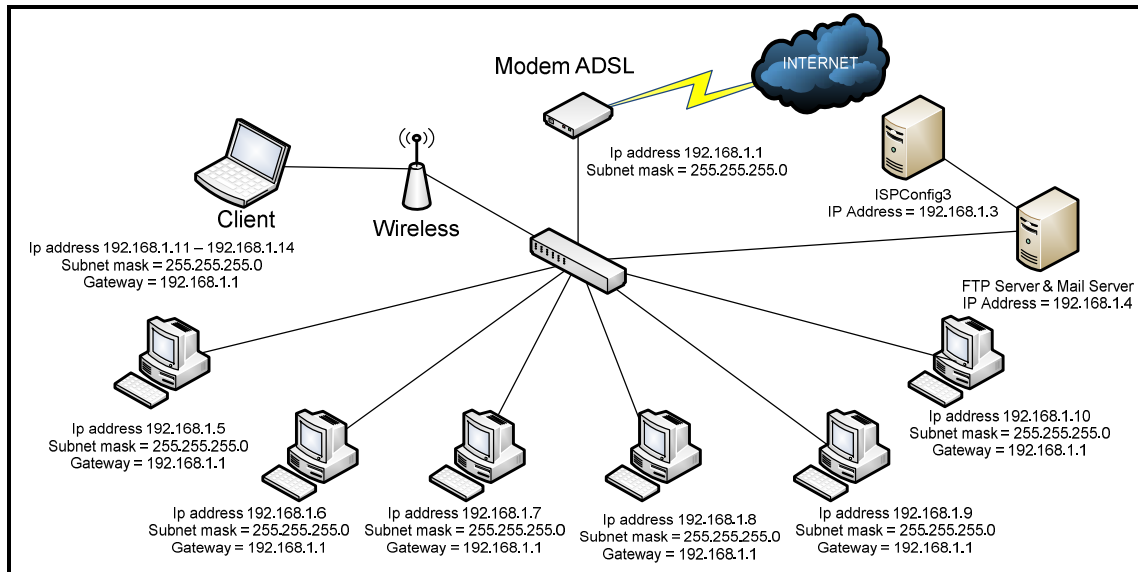 INTERNET
Modem ADSL
Ip address 192.168.1.1
Subnet mask = 255.255.255.0
ISPConfig3
IP Address = 192.168.1.3
Client
Wireless
Ip address 192.168.1.11 – 192.168.1.14
Subnet mask = 255.255.255.0
Gateway = 192.168.1.1
FTP Server & Mail Server
IP Address = 192.168.1.4
Ip address 192.168.1.5
Subnet mask = 255.255.255.0
Gateway = 192.168.1.1
Ip address 192.168.1.6
Subnet mask = 255.255.255.0
Gateway = 192.168.1.1
Ip address 192.168.1.7
Subnet mask = 255.255.255.0
Gateway = 192.168.1.1
Ip address 192.168.1.8
Subnet mask = 255.255.255.0
Gateway = 192.168.1.1
Ip address 192.168.1.9
Subnet mask = 255.255.255.0
Gateway = 192.168.1.1
Ip address 192.168.1.10
Subnet mask = 255.255.255.0
Gateway = 192.168.1.1